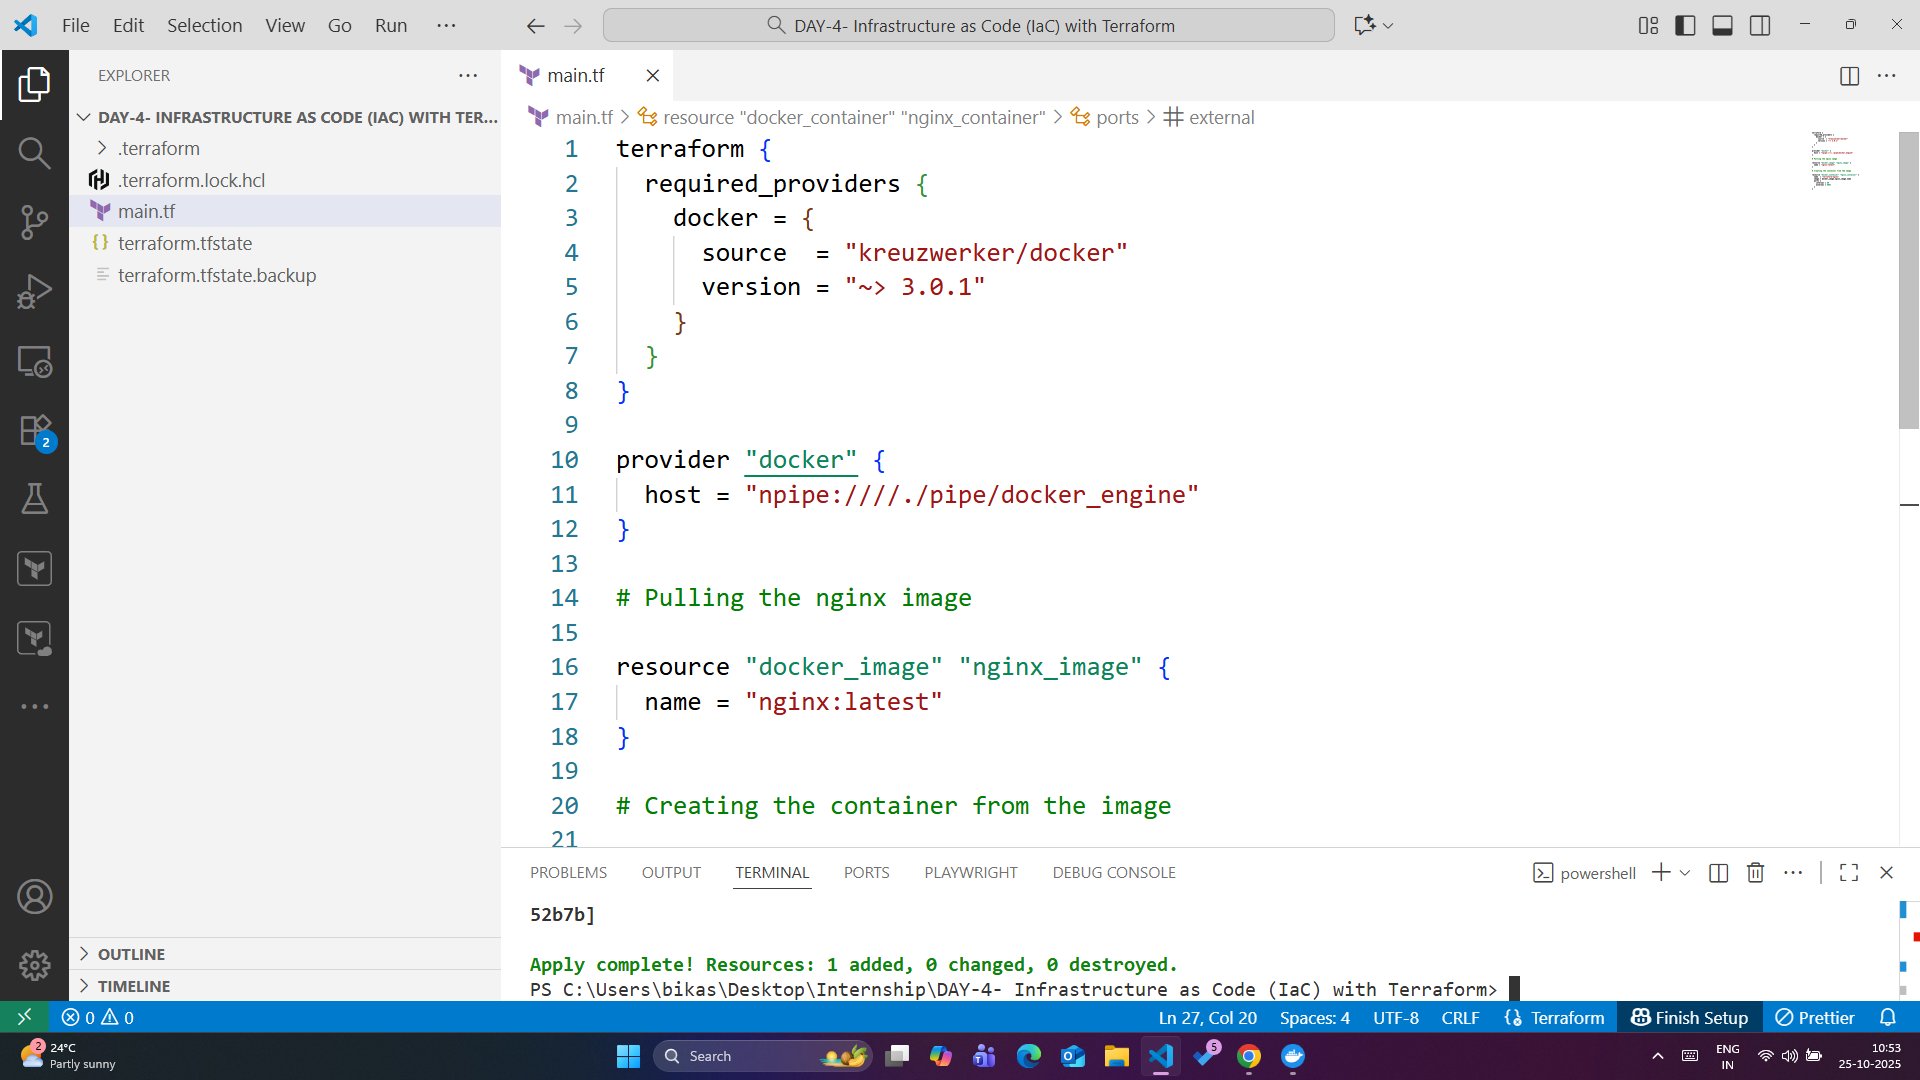 File Edit Selection View Go Run ···
DAY-4- Infrastructure as Code (IaC) with Terraform
EXPLORER
DAY-4- INFRASTRUCTURE AS CODE (IAC) WITH TER...
.terraform
.terraform.lock.hcl
main.tf
terraform.tfstate
terraform.tfstate.backup
2
OUTLINE
TIMELINE
main.tf
main.tf > resource "docker_container" "nginx_container" > ports > external
1 terraform {
2   required_providers {
3     docker = {
4       source  = "kreuzwerker/docker"
5       version = "~> 3.0.1"
6     }
7   }
8 }
9
10 provider "docker" {
11   host = "npipe:////./pipe/docker_engine"
12 }
13
14 # Pulling the nginx image
15
16 resource "docker_image" "nginx_image" {
17   name = "nginx:latest"
18 }
19
20 # Creating the container from the image
21
PROBLEMS OUTPUT TERMINAL PORTS PLAYWRIGHT DEBUG CONSOLE
powershell
52b7b]
Apply complete! Resources: 1 added, 0 changed, 0 destroyed.
PS C:\Users\bikas\Desktop\Internship\DAY-4- Infrastructure as Code (IaC) with Terraform>
0 0
Ln 27, Col 20 Spaces: 4 UTF-8 CRLF Terraform Finish Setup Prettier
2
24°C
Partly sunny
Search
5
ENG
IN
10:53
25-10-2025